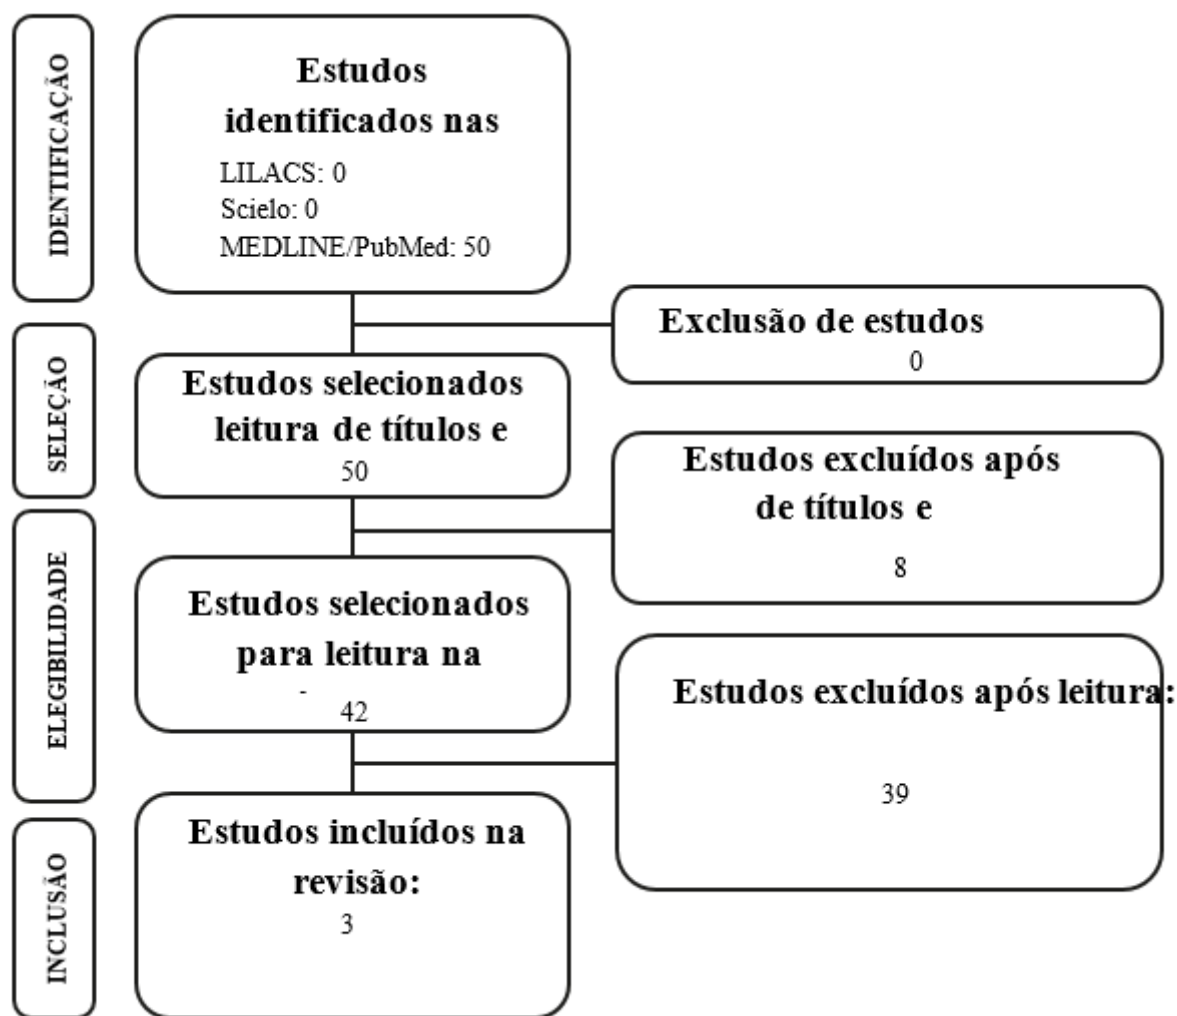 IDENTIFICAÇÃO
Estudos
identificados nas
LILACS: 0
Scielo: 0
MEDLINE/PubMed: 50
Exclusão de estudos
0
SELEÇÃO
Estudos selecionados
leitura de títulos e
50
Estudos excluídos após
de títulos e
8
ELEGIBILIDADE
Estudos selecionados
para leitura na
-
42
Estudos excluídos após leitura:
39
INCLUSÃO
Estudos incluídos na
revisão:
3